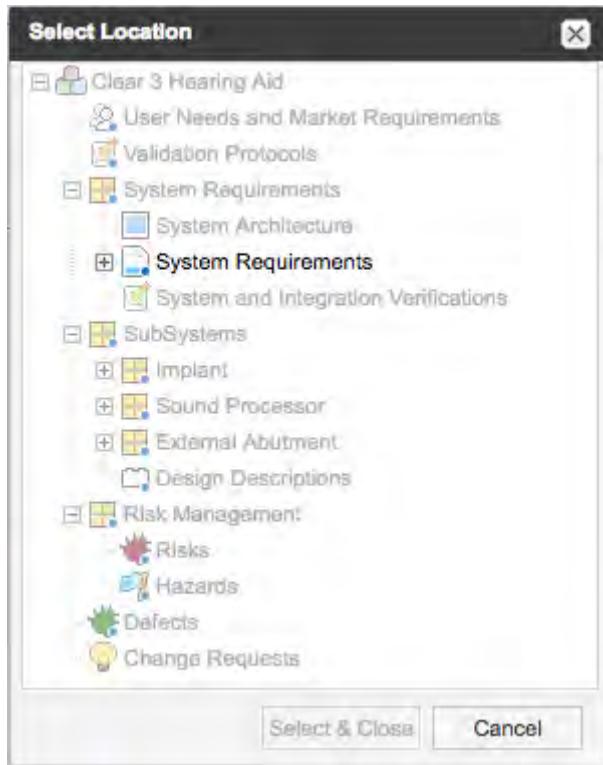 Select Location
Clear 3 Hearing Aid
User Needs and Market Requirements
Validation Protocols
System Requirements
System Architecture
System Requirements
System and Integration Verifications
SubSystems
Implant
Sound Processor
External Abutment
Design Descriptions
Risk Management
Risks
Hazards
Defects
Change Requests
Select & Close Cancel